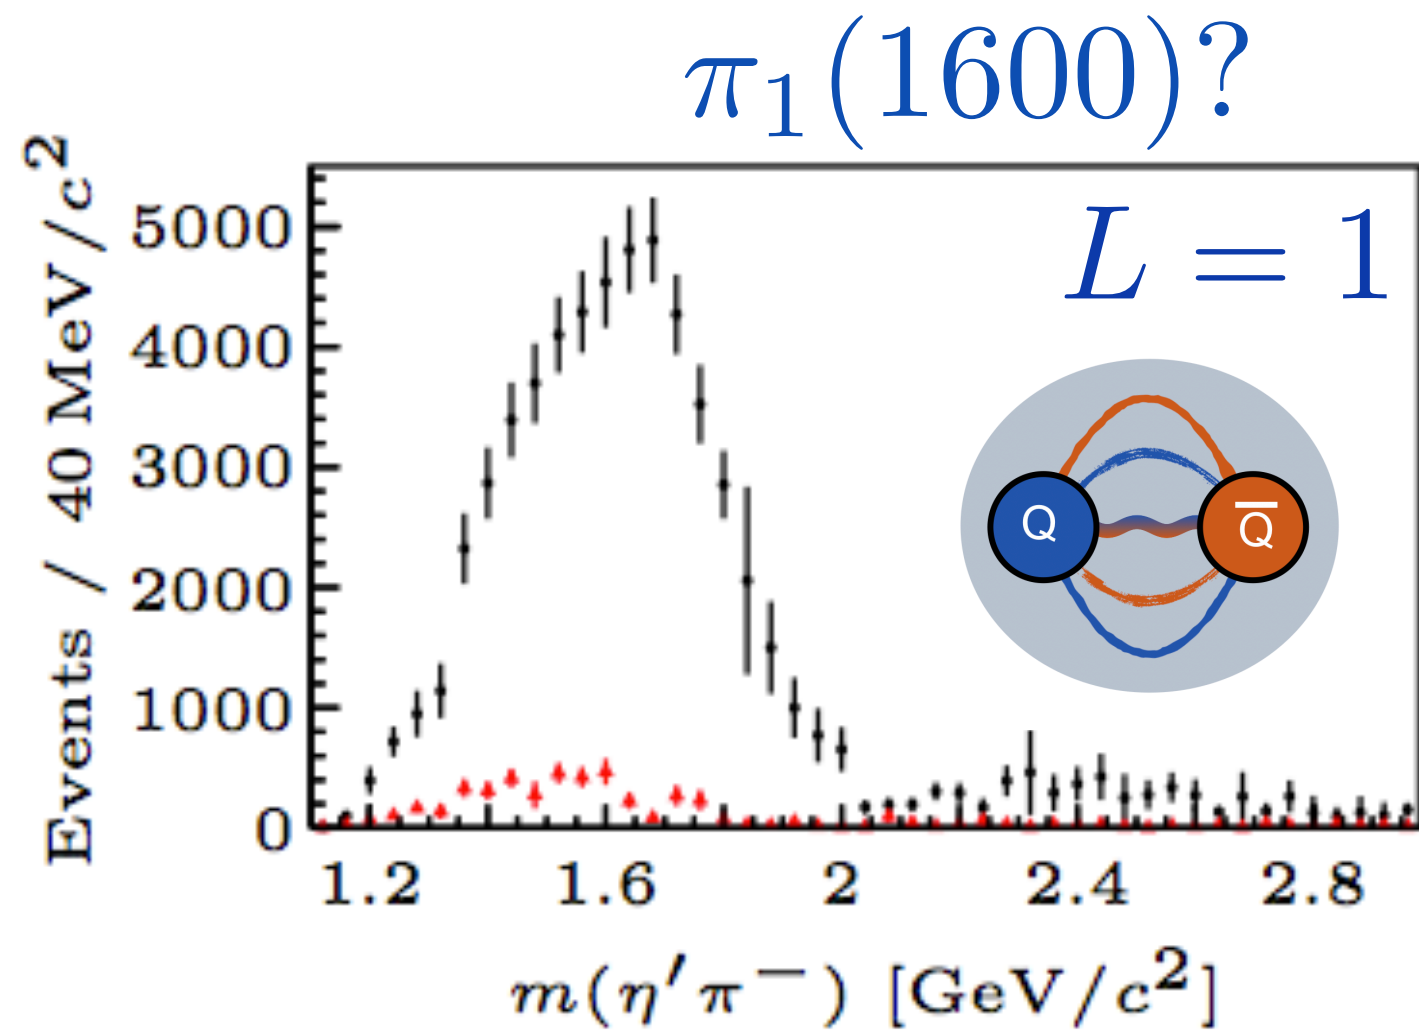 π₁(1600)?
L = 1
Events / 40 MeV/c²
5000
4000
3000
2000
1000
0
Q
Q̅
1.2 1.6 2 2.4 2.8
m(η′π⁻) [GeV/c²]